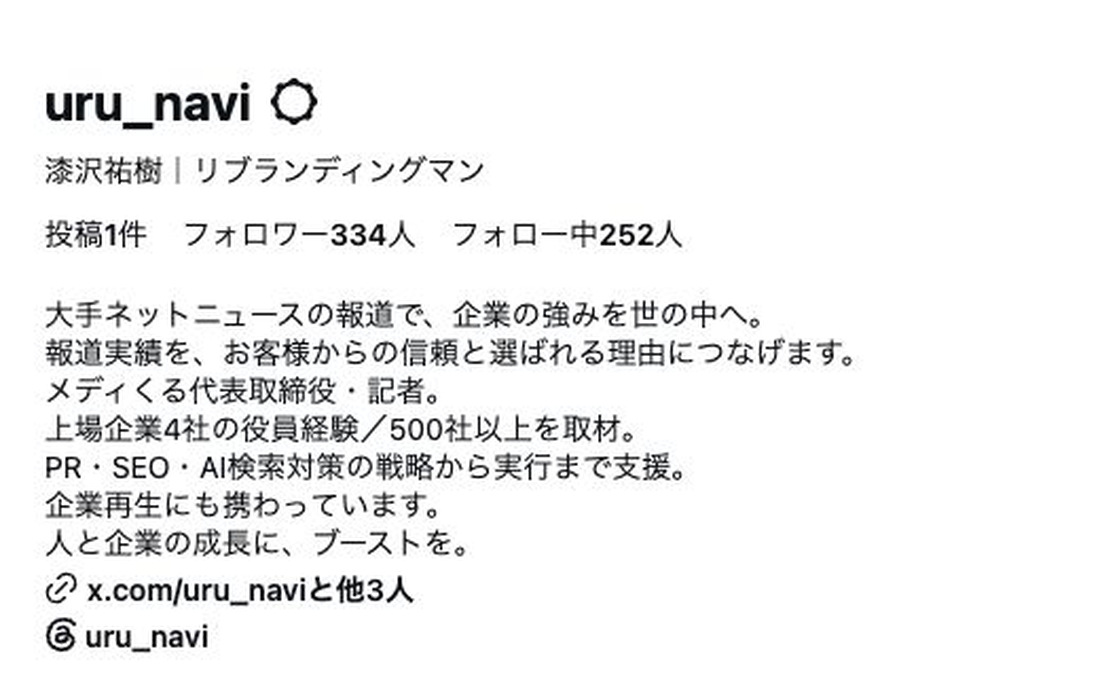 uru_navi
漆沢祐樹｜リブランディングマン
投稿1件 フォロワー334人 フォロー中252人
大手ネットニュースの報道で、企業の強みを世の中へ。
報道実績を、お客様からの信頼と選ばれる理由につなげます。
メディくる代表取締役・記者。
上場企業4社の役員経験／500社以上を取材。
PR・SEO・AI検索対策の戦略から実行まで支援。
企業再生にも携わっています。
人と企業の成長に、ブーストを。
x.com/uru_naviと他3人
uru_navi